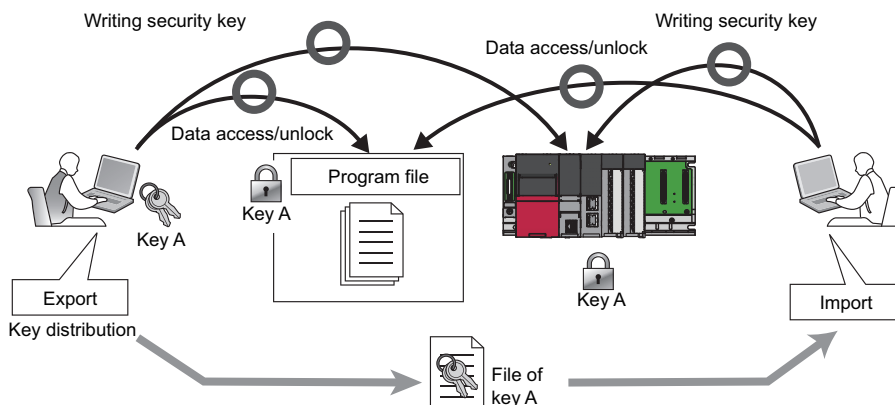 Writing security key
Writing security key
Data access/unlock
Data access/unlock
Program file
Key A
Key A
Key A
Export
Import
Key distribution
File of
key A